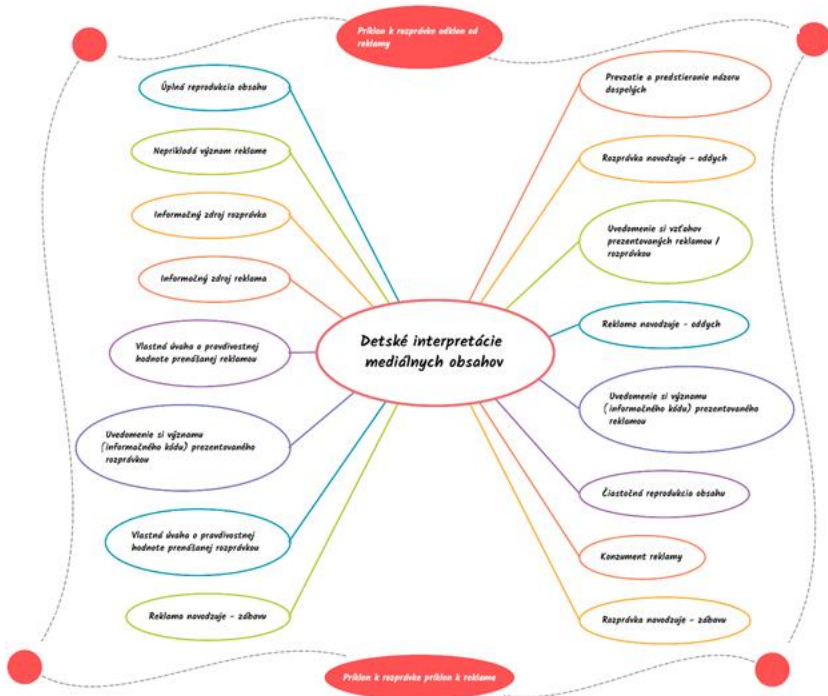 Príklon k rozprávke odklon od
reklamy
Úplná reprodukcia obsahu
Neprikladá význam reklame
Informačný zdroj rozprávka
Informačný zdroj reklama
Vlastná úvaha o pravdivostnej
hodnote prenášanej reklamou
Uvedomenie si významu
(informačného kódu) prezentovaného
rozprávkou
Vlastná úvaha o pravdivostnej
hodnote prenášanej rozprávkou
Reklama navodzuje - zábavu
Detské interpretácie
mediálnych obsahov
Prevzatie a predstieranie názoru
dospelých
Rozprávka navodzuje - oddych
Uvedomenie si vzťahov
prezentovaných reklamou /
rozprávkou
Reklama navodzuje - oddych
Uvedomenie si významu
(informačného kódu) prezentovaného
reklamou
Čiastočná reprodukcia obsahu
Konzument reklamy
Rozprávka navodzuje - zábavu
Príklon k rozprávke príklon k reklame